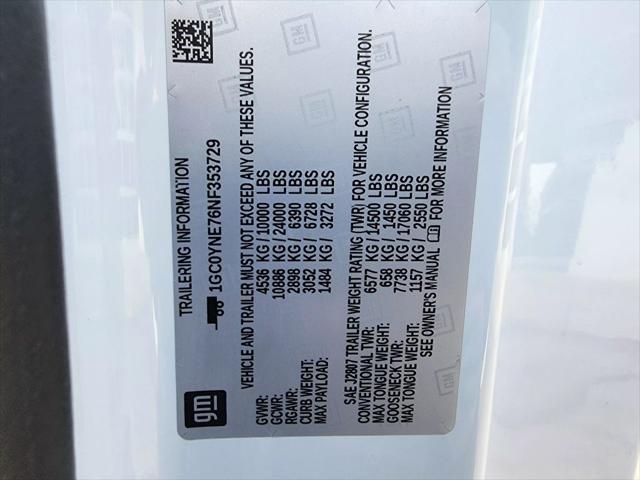 gm
TRAILERING INFORMATION
1GC0YNE76NF353729
VEHICLE AND TRAILER MUST NOT EXCEED ANY OF THESE VALUES.
GVWR: 4536 KG / 10000 LBS
GCWR: 10886 KG / 24000 LBS
RGAWR: 2898 KG / 6390 LBS
CURB WEIGHT: 3052 KG / 6728 LBS
MAX PAYLOAD: 1484 KG / 3272 LBS
SAE J2807 TRAILER WEIGHT RATING (TWR) FOR VEHICLE CONFIGURATION.
CONVENTIONAL TWR: 6577 KG / 14500 LBS
MAX TONGUE WEIGHT: 658 KG / 1450 LBS
GOOSENECK TWR: 7738 KG / 17060 LBS
MAX TONGUE WEIGHT: 1157 KG / 2550 LBS
SEE OWNER'S MANUAL FOR MORE INFORMATION